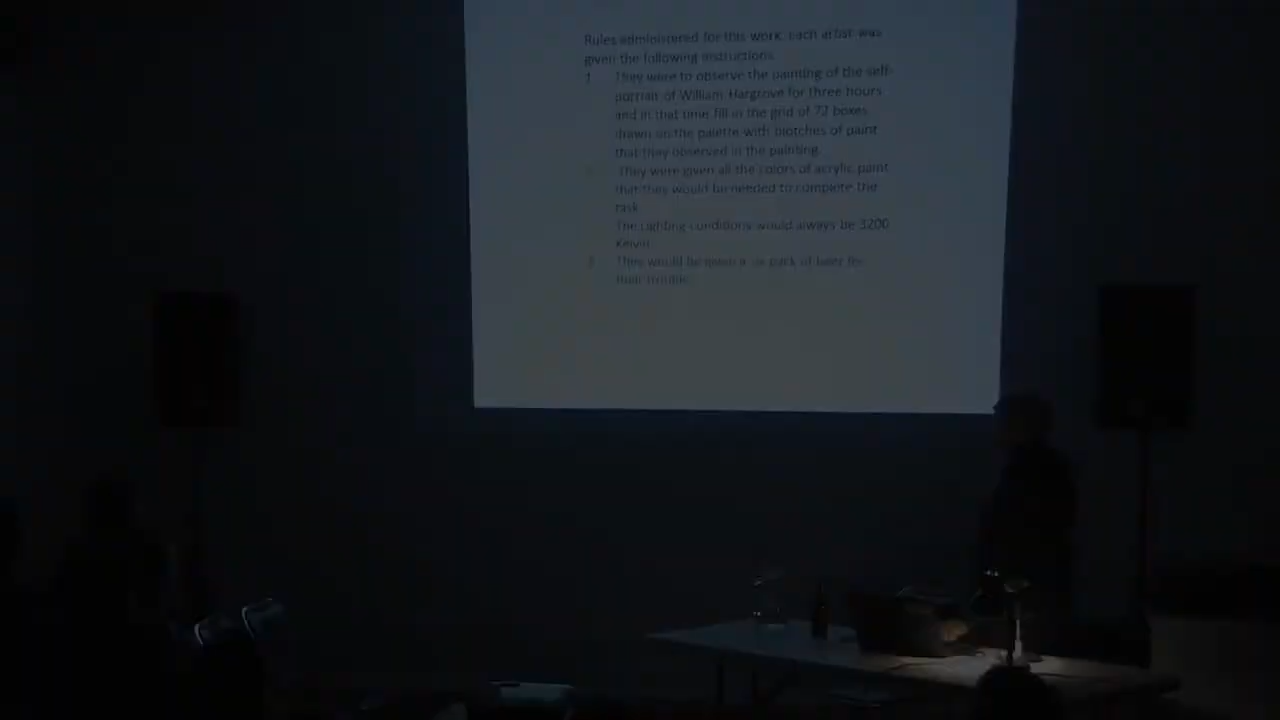 Rules administered for this work: each artist was
given the following instructions.
1. They were to observe the painting of the self-
portrait of William Hargrove for three hours
and in that time fill in the grid of 72 boxes
drawn on the palette with blotches of paint
that they observed in the painting.
They were given all the colors of acrylic paint
that they would be needed to complete the
task.
The Lighting conditions would always be 3200
Kelvin
3. They would be given a six pack of beer for
their trouble.